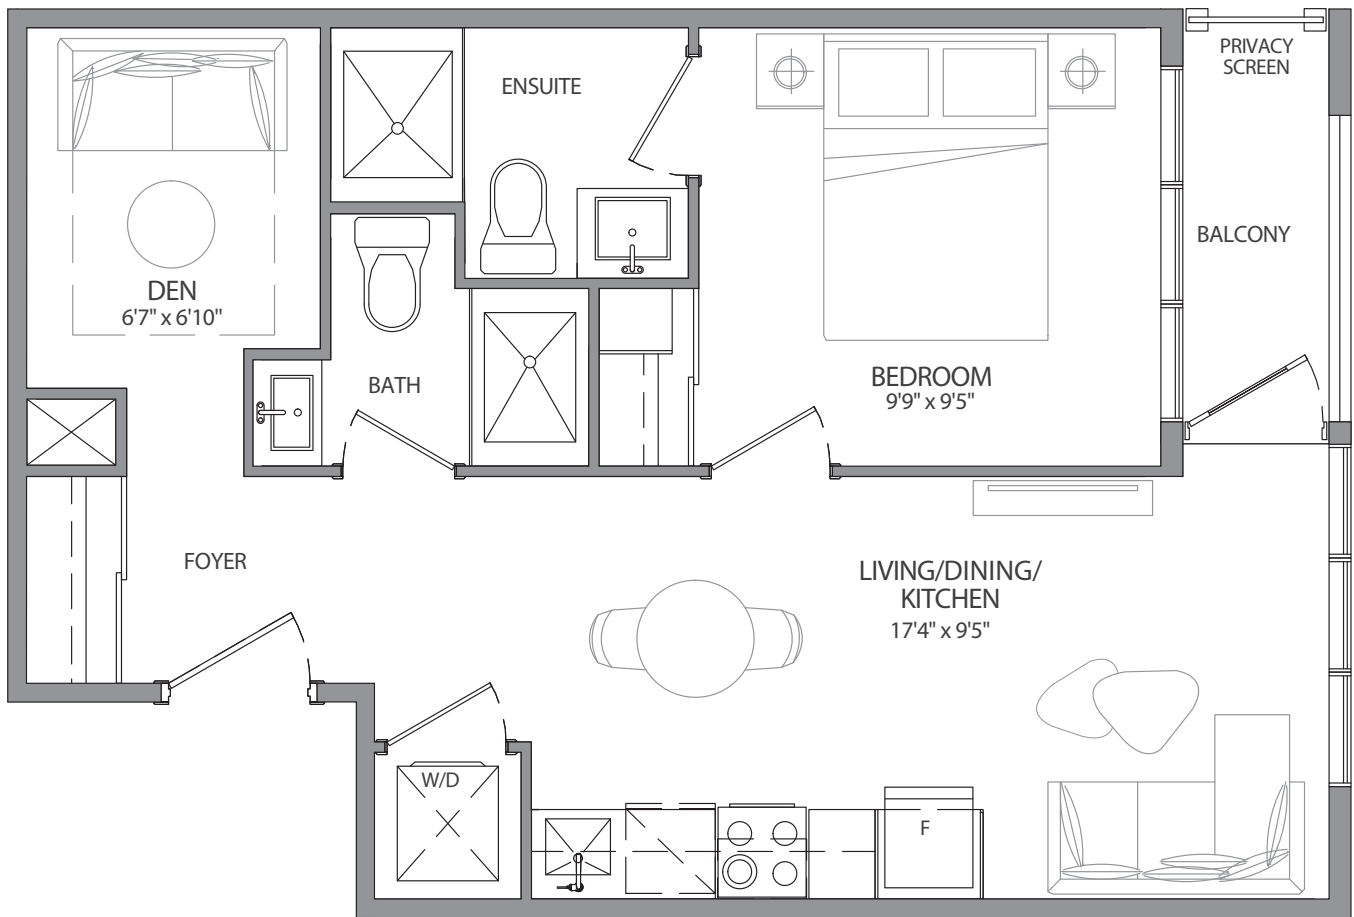 PRIVACY
SCREEN
ENSUITE
BALCONY
DEN
6'7" x 6'10"
BATH
BEDROOM
9'9" x 9'5"
FOYER
LIVING/DINING/
KITCHEN
17'4" x 9'5"
W/D
F